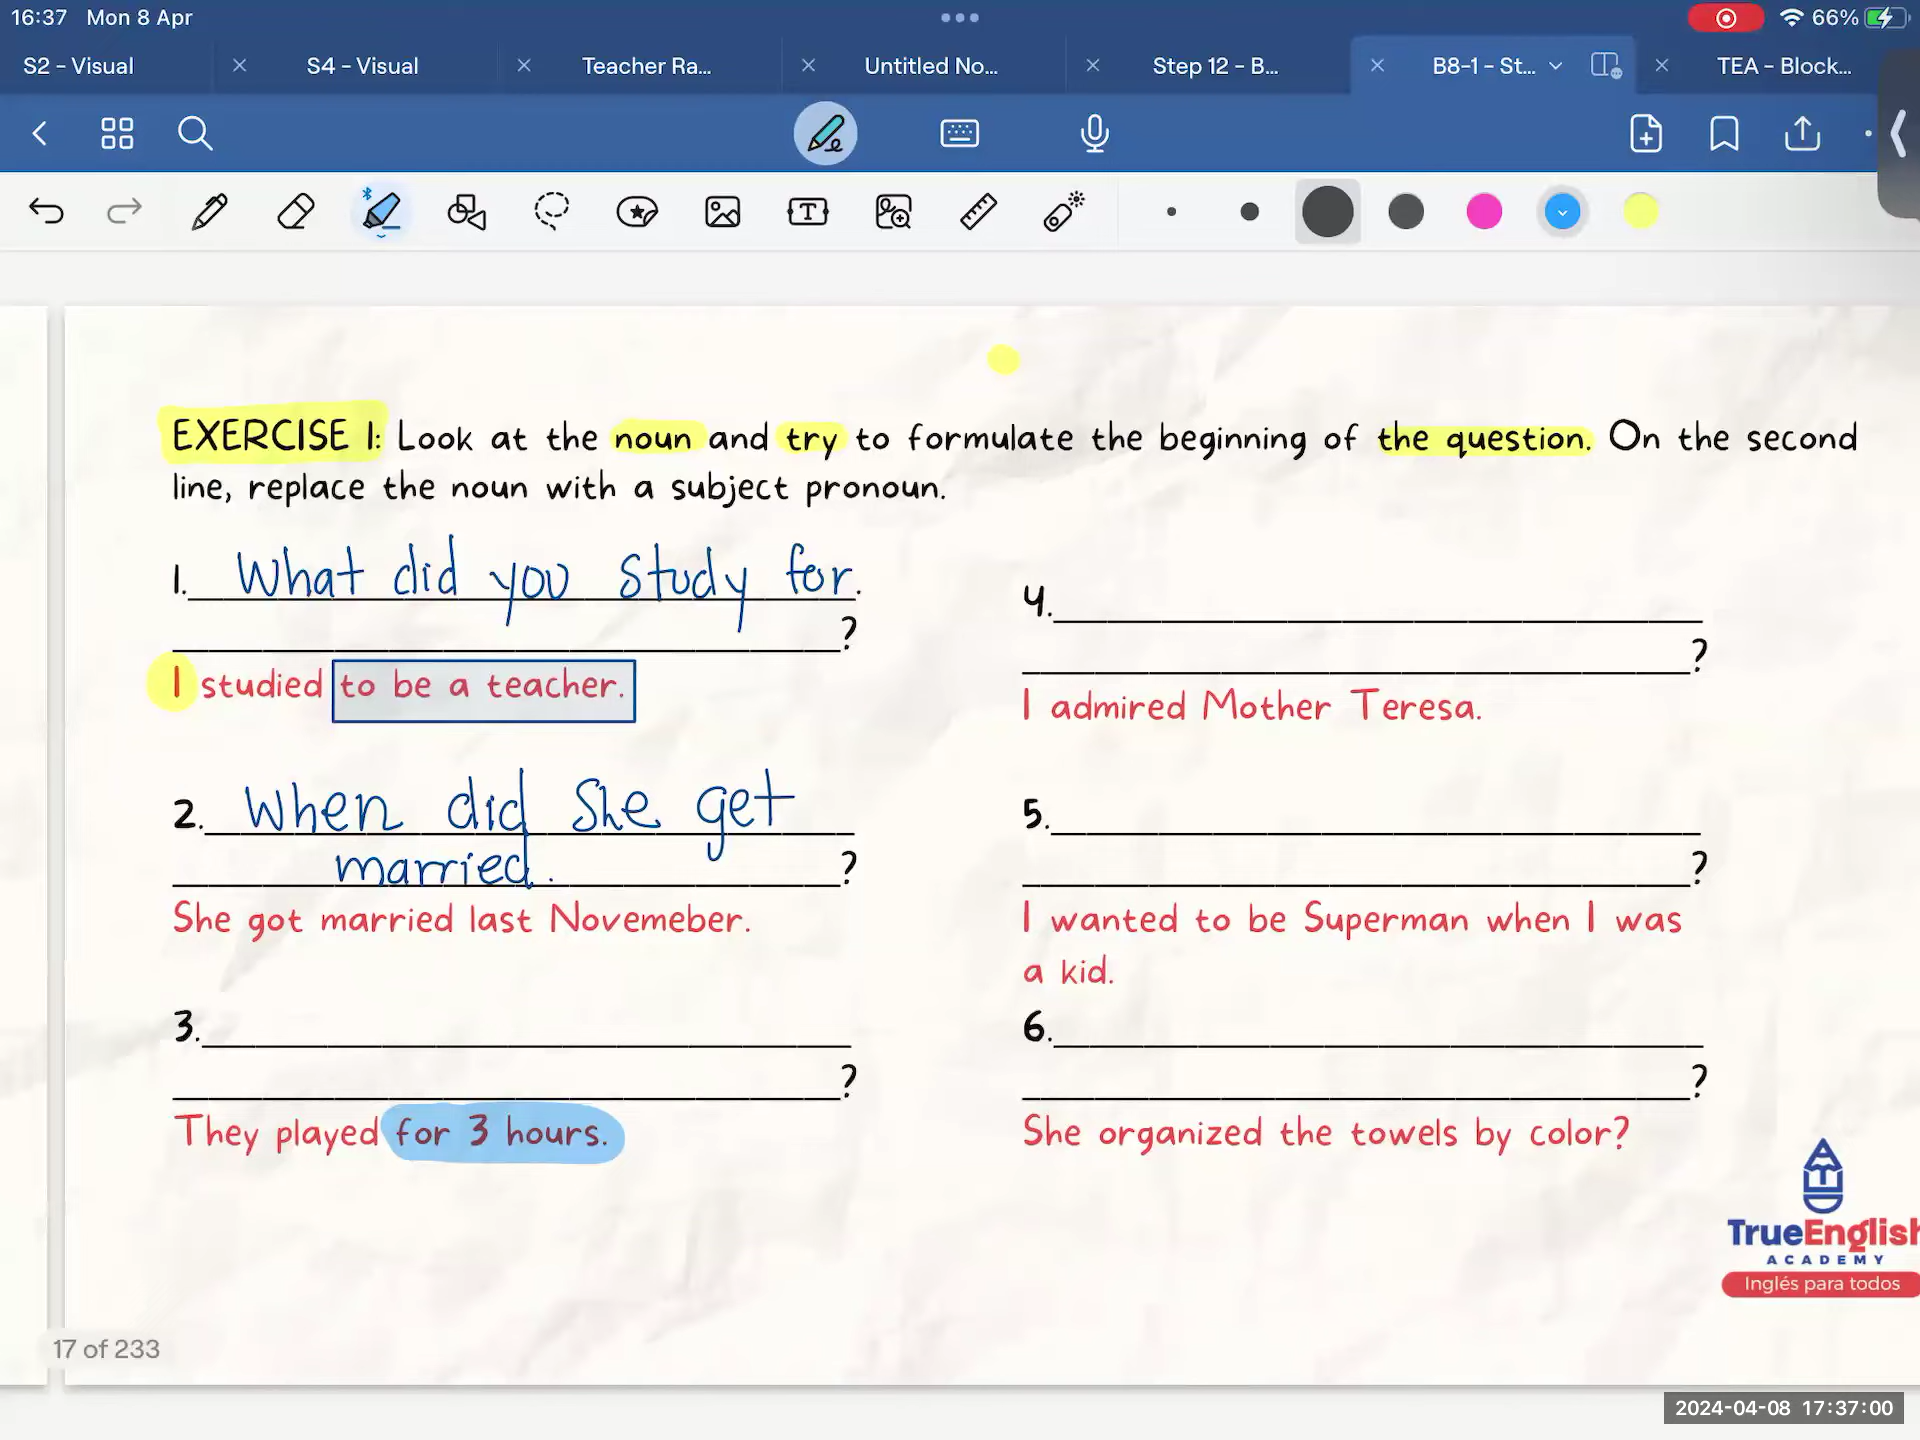 16:37 Mon 8 Apr
66%
S2 - Visual
S4 - Visual
Teacher Ra...
Untitled No...
Step 12 - B...
B8-1 - St...
TEA - Block...
EXERCISE 1: Look at the noun and try to formulate the beginning of the question. On the second
line, replace the noun with a subject pronoun.
1. What did you study for.
?
I studied to be a teacher.
2. When did she get
married. ?
She got married last Novemeber.
3.
?
They played for 3 hours.
4.
?
I admired Mother Teresa.
5.
?
I wanted to be Superman when I was
a kid.
6.
?
She organized the towels by color?
TrueEnglish
ACADEMY
Inglés para todos
17 of 233
2024-04-08 17:37:00